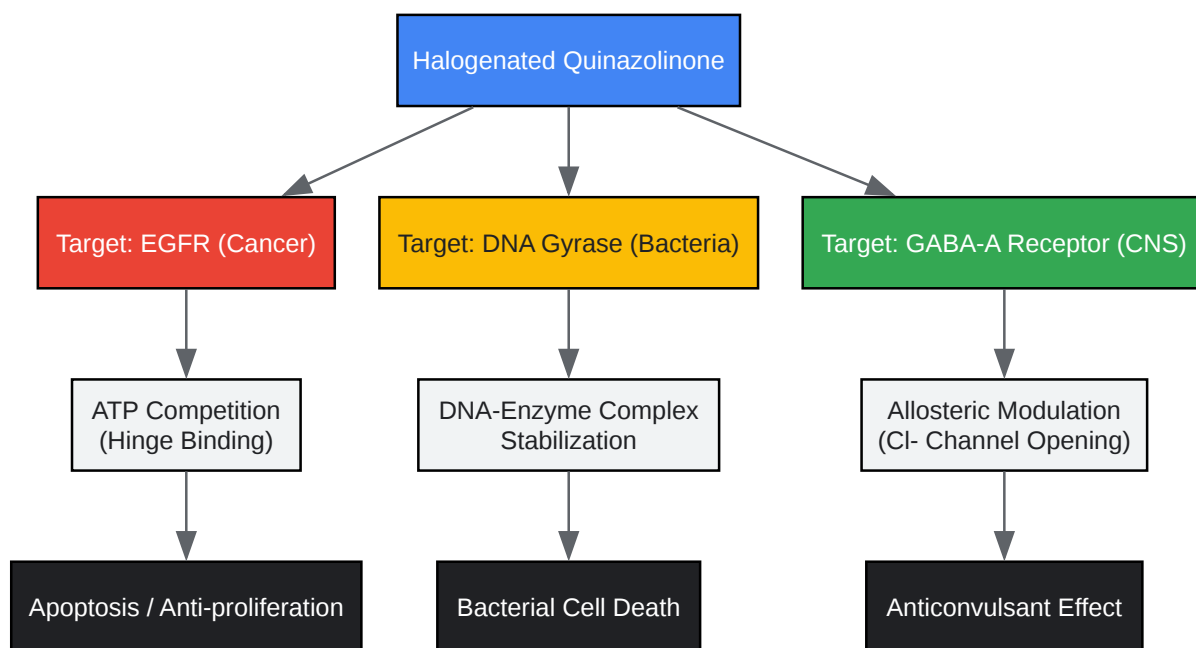 Halogenated Quinazolinone
Target: EGFR (Cancer)
Target: DNA Gyrase (Bacteria)
Target: GABA-A Receptor (CNS)
ATP Competition
(Hinge Binding)
DNA-Enzyme Complex
Stabilization
Allosteric Modulation
(Cl- Channel Opening)
Apoptosis / Anti-proliferation
Bacterial Cell Death
Anticonvulsant Effect